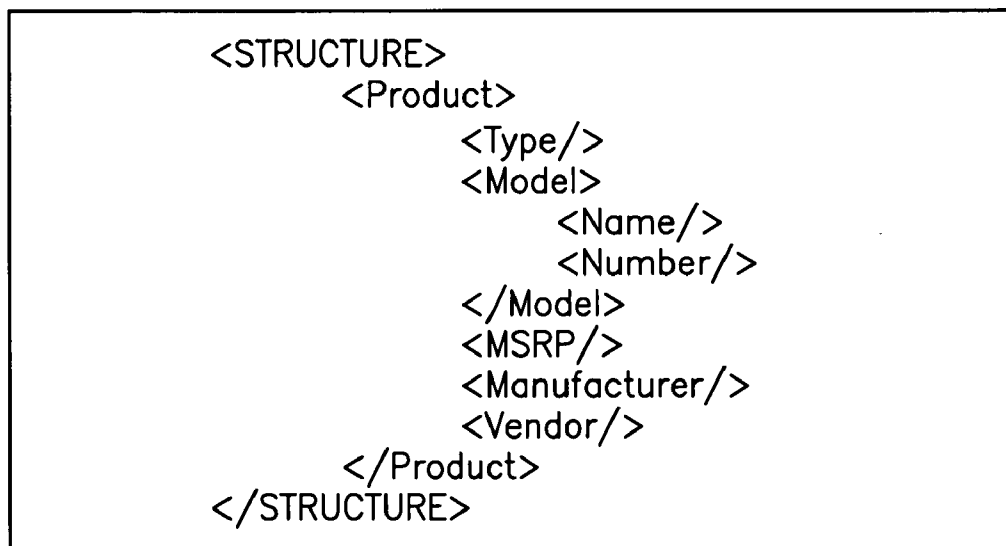 <STRUCTURE>
<Product>
<Type/>
<Model>
<Name/>
<Number/>
</Model>
<MSRP/>
<Manufacturer/>
<Vendor/>
</Product>
</STRUCTURE>